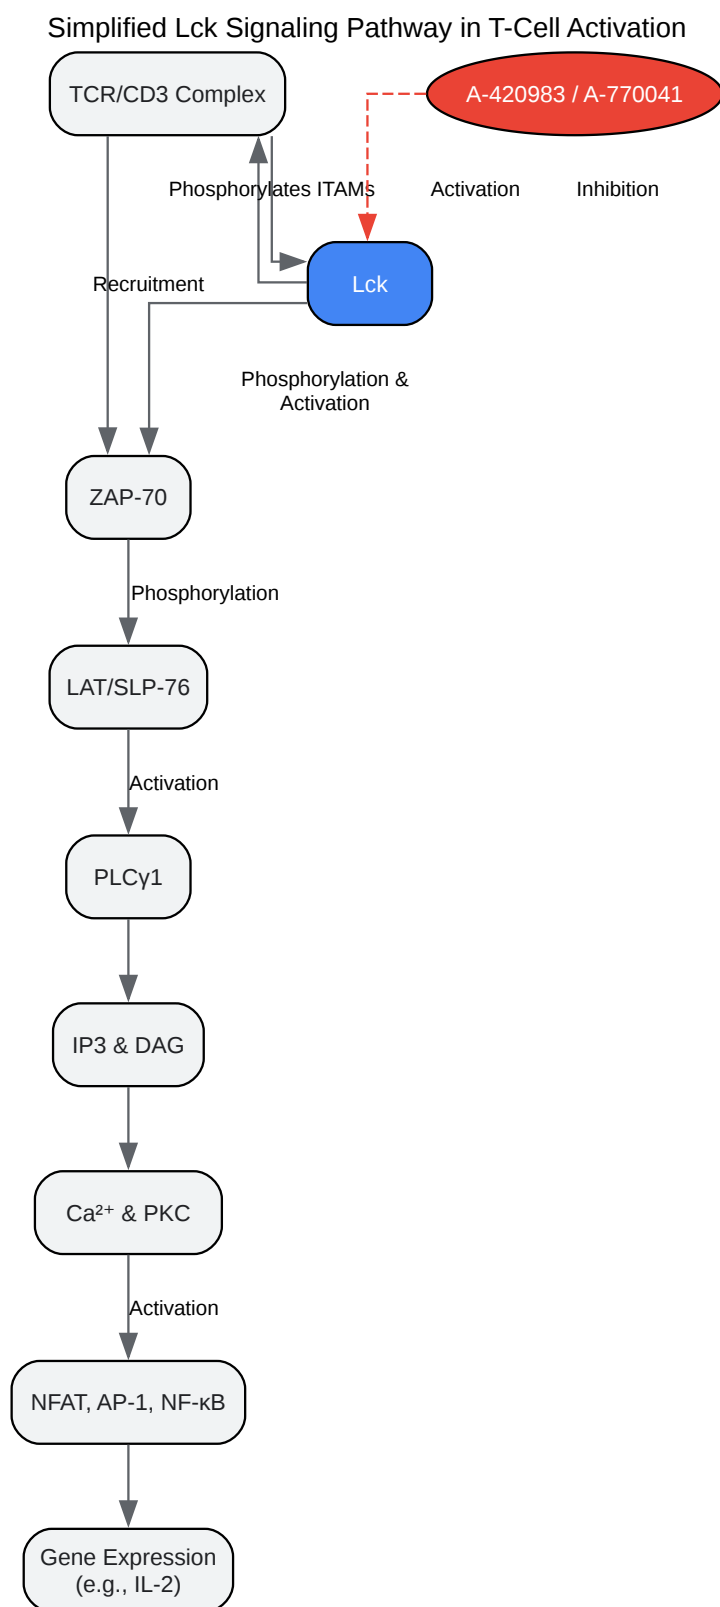 Simplified Lck Signaling Pathway in T-Cell Activation
TCR/CD3 Complex
A-420983 / A-770041
Phosphorylates ITAMs
Activation
Inhibition
Recruitment
Lck
Phosphorylation &
Activation
ZAP-70
Phosphorylation
LAT/SLP-76
Activation
PLCγ1
IP3 & DAG
Ca²⁺ & PKC
Activation
NFAT, AP-1, NF-κB
Gene Expression
(e.g., IL-2)